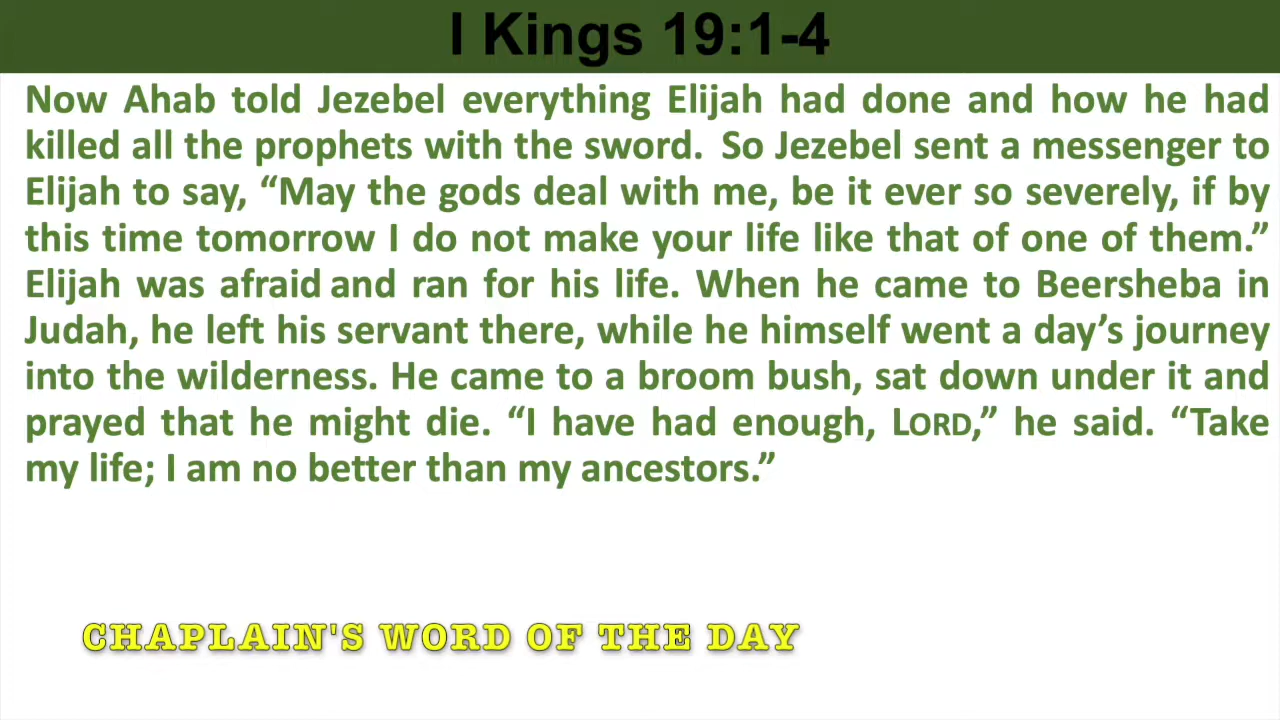 I Kings 19:1-4
Now Ahab told Jezebel everything Elijah had done and how he had
killed all the prophets with the sword. So Jezebel sent a messenger to
Elijah to say, “May the gods deal with me, be it ever so severely, if by
this time tomorrow I do not make your life like that of one of them.”
Elijah was afraid and ran for his life. When he came to Beersheba in
Judah, he left his servant there, while he himself went a day’s journey
into the wilderness. He came to a broom bush, sat down under it and
prayed that he might die. “I have had enough, LORD,” he said. “Take
my life; I am no better than my ancestors.”
CHAPLAIN'S WORD OF THE DAY